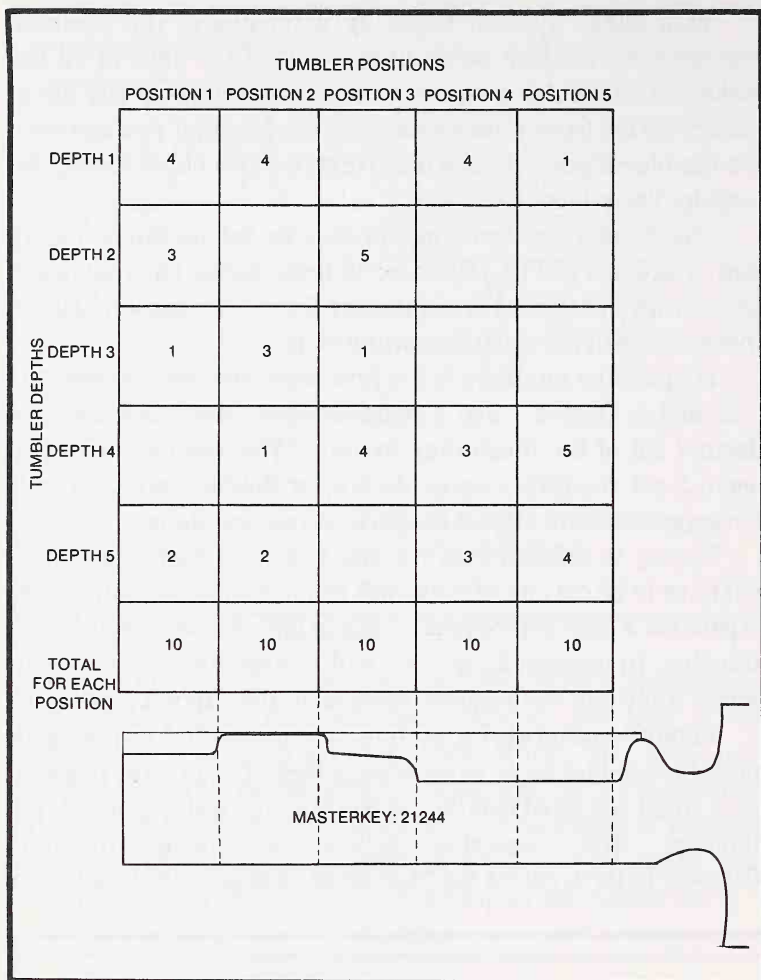 TUMBLER POSITIONS
POSITION 1 POSITION 2 POSITION 3 POSITION 4 POSITION 5
TUMBLER DEPTHS
DEPTH 1 4 4 4 1
DEPTH 2 3 5
DEPTH 3 1 3 1
DEPTH 4 1 4 3 5
DEPTH 5 2 2 3 4
TOTAL FOR EACH POSITION 10 10 10 10 10
MASTERKEY: 21244